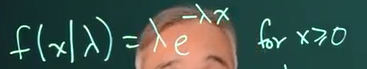 f(x|λ) = λe^{-λx} for x≥0